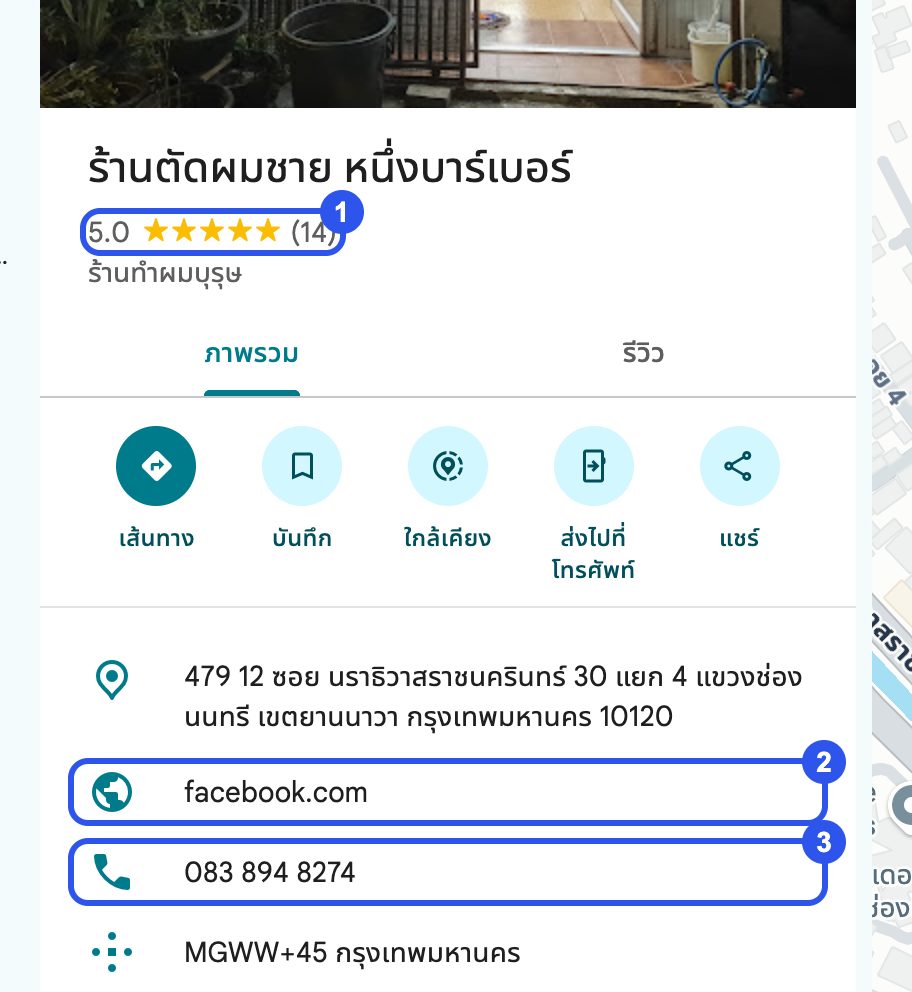 ร้านตัดผมชาย หนึ่งบาร์เบอร์
1
5.0 ★★★★★ (14)
ร้านทำผมบุรุษ
ภาพรวม
รีวิว
เส้นทาง
บันทึก
ใกล้เคียง
ส่งไปที่
โทรศัพท์
แชร์
479 12 ซอย นราธิวาสราชนครินทร์ 30 แยก 4 แขวงช่อง
นนทรี เขตยานนาวา กรุงเทพมหานคร 10120
2
facebook.com
3
083 894 8274
MGWW+45 กรุงเทพมหานคร